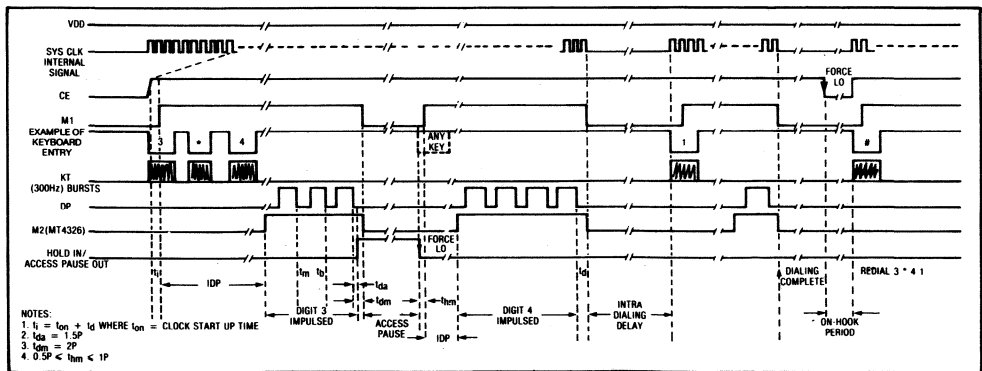 VDD
SYS CLK
INTERNAL
SIGNAL
FORCE
LO
CE
M1
EXAMPLE OF
KEYBOARD
ENTRY
3
*
4
ANY
KEY
1
#
KT
(300Hz) BURSTS
DP
M2(MT4326)
FORCE
LO
HOLD IN/
ACCESS PAUSE OUT
ti
IDP
tm
tb
tda
tdm
thm
td
DIGIT 3
IMPULSED
ACCESS
PAUSE
IDP
DIGIT 4
IMPULSED
INTRA
DIALING
DELAY
DIALING
COMPLETE
REDIAL 3 * 4 1
ON-HOOK
PERIOD
NOTES:
1. ti = ton + td WHERE ton = CLOCK START UP TIME
2. tda = 1.5P
3. tdm = 2P
4. 0.5P ⩽ thm ⩽ 1P